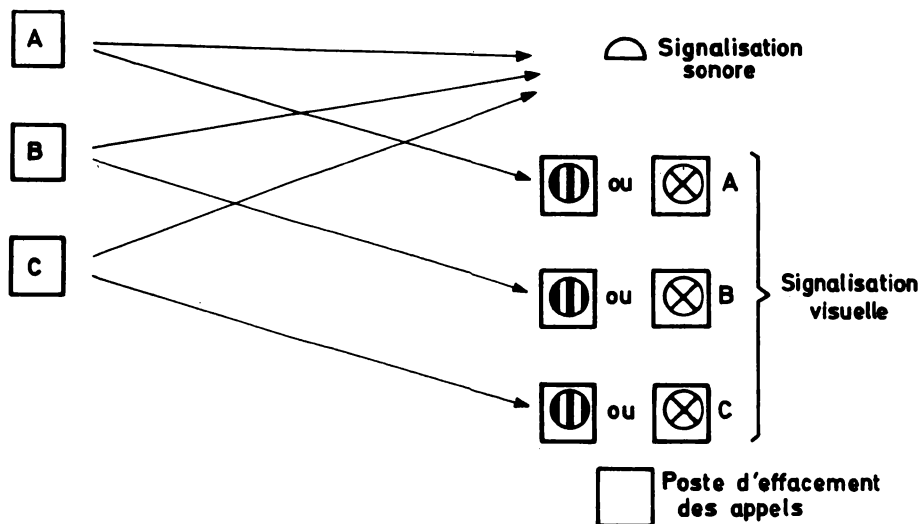 A
B
C
Signalisation
sonore
ou
A
ou
B
ou
C
Signalisation
visuelle
Poste d'effacement
des appels